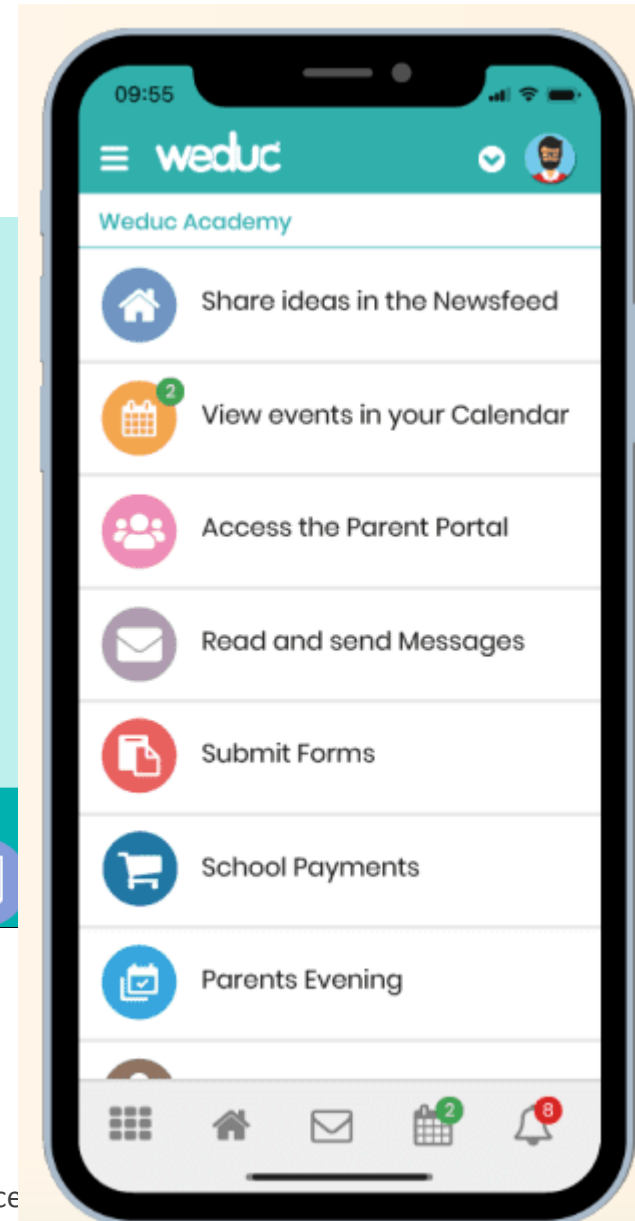 09:55
weduc
Weduc Academy
Share ideas in the Newsfeed
2
View events in your Calendar
Access the Parent Portal
Read and send Messages
Submit Forms
School Payments
Parents Evening
2
8